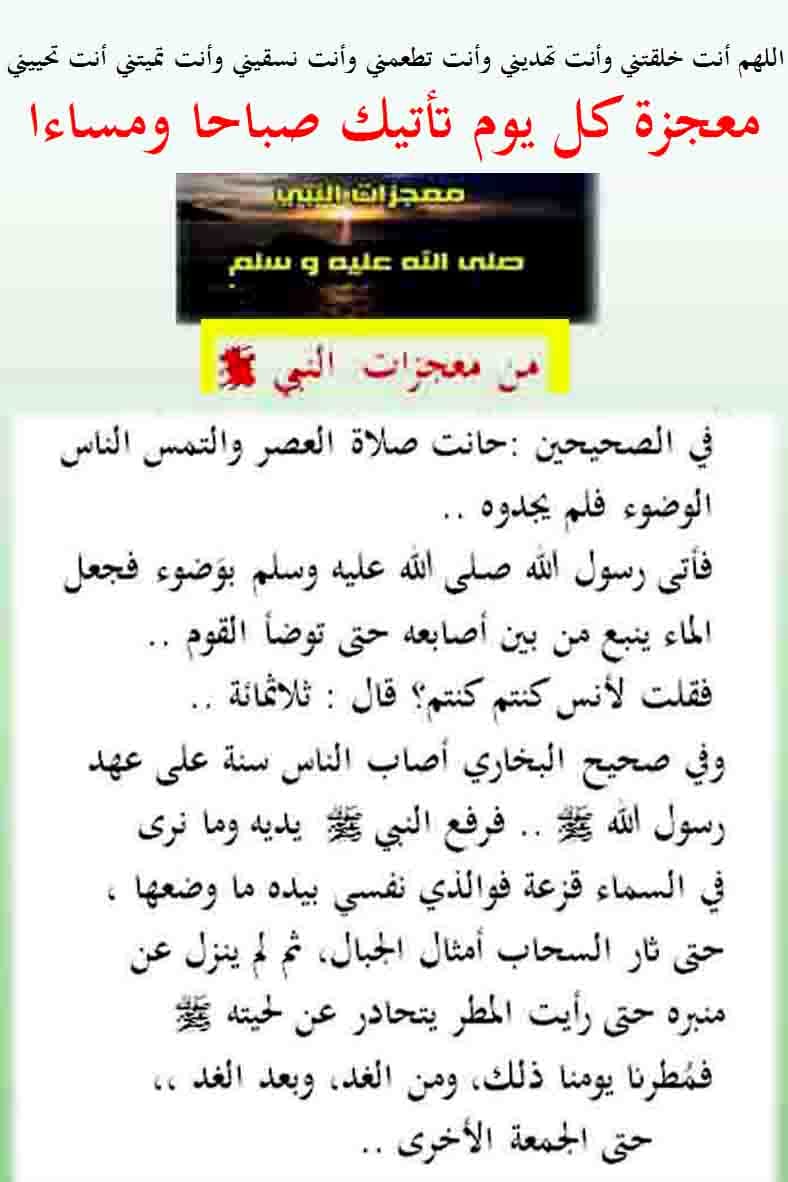 اللهم أنت خلقتني وأنت تهديني وأنت تطعمني وأنت نسقيني وأنت تميتني أنت تحييني
معجزة كل يوم تأتيك صباحا ومساءا
معجزات النبي
صلى الله عليه و سلم
من معجزات النبي ﷺ
في الصحيحين :حانت صلاة العصر والتمس الناس
الوضوء فلم يجدوه ..
فأتى رسول الله صلى الله عليه وسلم بوَضوء فجعل
الماء ينبع من بين أصابعه حتى توضأ القوم ..
فقلت لأنس كنتم كنتم؟ قال : ثلاثمائة ..
وفي صحيح البخاري أصاب الناس سنة على عهد
رسول الله ﷺ .. فرفع النبي ﷺ يديه وما نرى
في السماء قزعة فوالذي نفسي بيده ما وضعها ،
حتى ثار السحاب أمثال الجبال، ثم لم ينزل عن
منبره حتى رأيت المطر يتحادر عن لحيته ﷺ
فمُطرنا يومنا ذلك، ومن الغد، وبعد الغد ،،
حتى الجمعة الأخرى ..